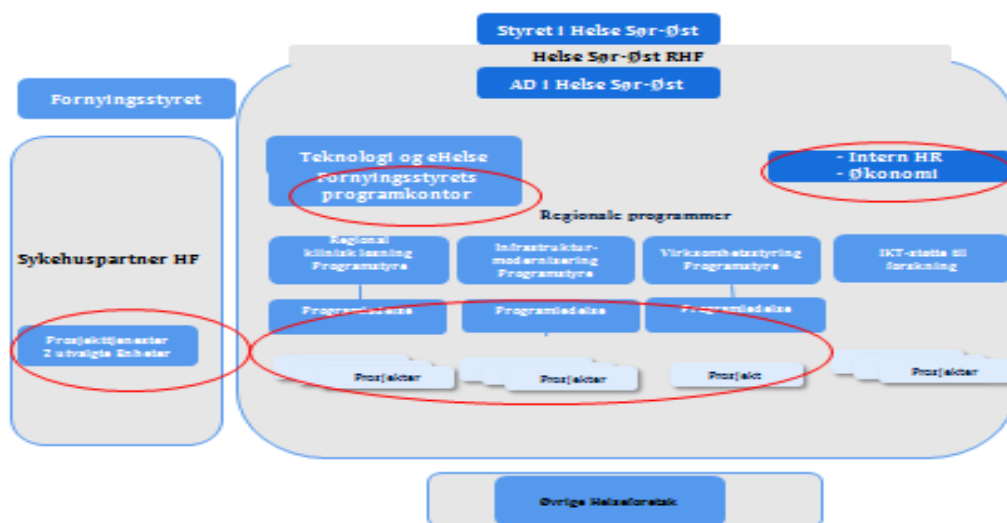 Styret i Helse Sør-Øst
Helse Sør-Øst RHF
AD i Helse Sør-Øst
Fornyingsstyret
Teknologi og eHelse
Fornyingsstyrets
programkontor
- Intern HR
- Økonomi
Regionale programmer
Sykehuspartner HF
Regional
klinisk løsning
Programstyre
Infrastruktur-
modernisering
Programstyre
Virksomhetsstyring
Programstyre
IKT-støtte til
forskning
Programledelse
Programledelse
Programledelse
Prosjekttjenester
2 utvalgte Enheter
Prosjekter
Prosjekter
Prosjekt
Prosjekter
Øvrige Helseforetak